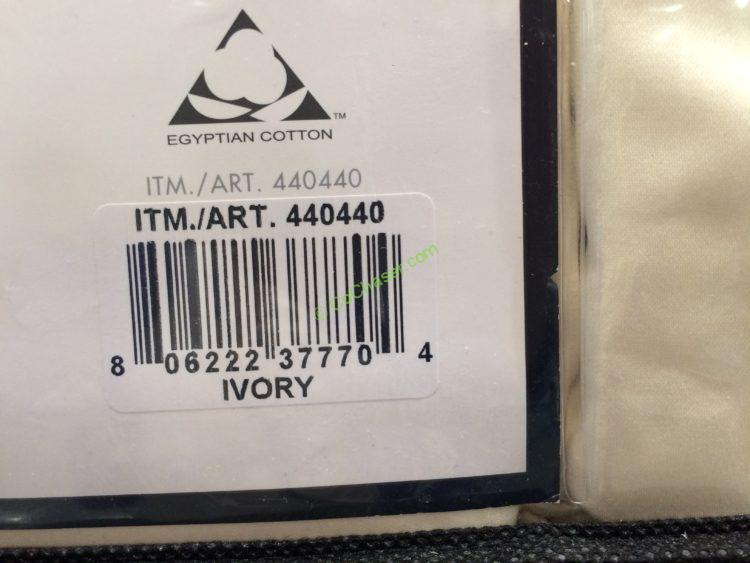 ™
EGYPTIAN COTTON
ITM./ART. 440440
ITM./ART. 440440
© CoChaser.com
8 06222 37770 4
IVORY